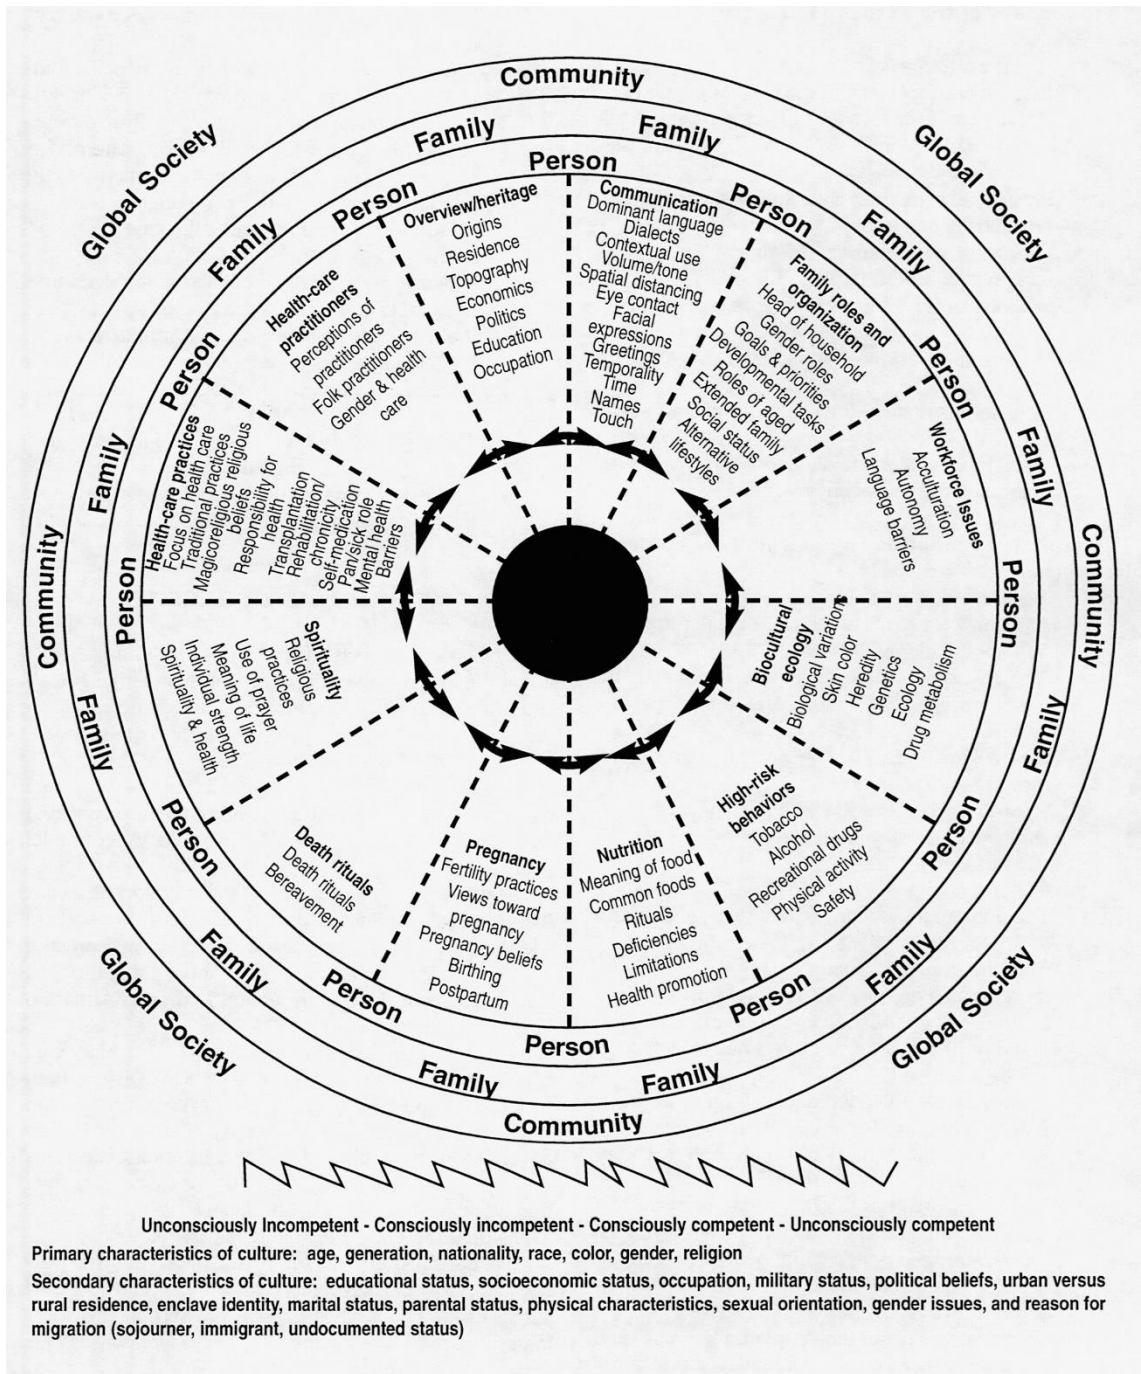 Community
Family
Family
Person
Global Society
Global Society
Person
Person
Family
Family
Overview/heritage
Origins
Residence
Topography
Economics
Politics
Education
Occupation
Communication
Dominant language
Dialects
Contextual use
Volume/tone
Spatial distancing
Eye contact
Facial
expressions
Greetings
Temporality
Time
Names
Touch
Family roles and
organization
Head of household
Gender roles
Goals & priorities
Developmental tasks
Roles of aged
Extended family
Social status
Alternative
lifestyles
Person
Family
Workforce Issues
Acculturation
Autonomy
Language barriers
Community
Person
Biocultural
ecology
Biological variations
Skin color
Heredity
Genetics
Ecology
Drug metabolism
Family
Person
High-risk
behaviors
Tobacco
Alcohol
Recreational drugs
Physical activity
Safety
Family
Global Society
Person
Nutrition
Meaning of food
Common foods
Rituals
Deficiencies
Limitations
Health promotion
Person
Family
Community
Pregnancy
Fertility practices
Views toward
pregnancy
Pregnancy beliefs
Birthing
Postpartum
Family
Person
Death rituals
Death rituals
Bereavement
Family
Global Society
Person
Spirituality
Religious
practices
Use of prayer
Meaning of life
Individual strength
Spirituality & health
Family
Person
Community
Health-care practices
Focus on health care
Traditional practices
Magicoreligious religious
beliefs
Responsibility for
health
Transplantation
Rehabilitation/
chronicity
Self-medication
Pan/sick role
Mental health
Barriers
Family
Person
Health-care
practitioners
Perceptions of
practitioners
Folk practitioners
Gender & health
care
Unconsciously Incompetent - Consciously incompetent - Consciously competent - Unconsciously competent
Primary characteristics of culture: age, generation, nationality, race, color, gender, religion
Secondary characteristics of culture: educational status, socioeconomic status, occupation, military status, political beliefs, urban versus
rural residence, enclave identity, marital status, parental status, physical characteristics, sexual orientation, gender issues, and reason for
migration (sojourner, immigrant, undocumented status)